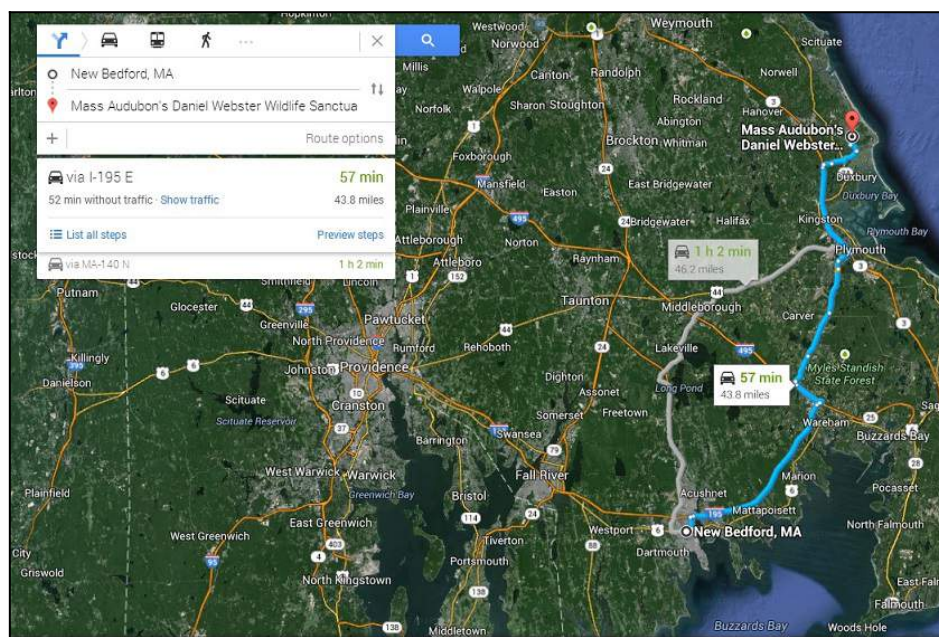 New Bedford, MA
Mass Audubon's Daniel Webster Wildlife Sanctua
Route options
via I-195 E
57 min
52 min without traffic · Show traffic
43.8 miles
List all steps
Preview steps
via MA-140 N
1 h 2 min
Hopkinton
Westwood
Norwood
Weymouth
Scituate
Millis
Canton
Randolph
Norwell
Walpole
Rockland
Hanover
Norfolk
Sharon
Stoughton
Abington
Mass Audubon's
Daniel Webster...
Brockton
Whitman
Foxborough
Mansfield
Easton
East Bridgewater
Duxbury
Duxbury Bay
Plainville
Bridgewater
Halifax
Kingston
Attleborough
Norton
Plymouth Bay
Attleboro
Raynham
1 h 2 min
46.2 miles
Plymouth
Putnam
Smithfield
Lincoln
Glocester
Taunton
Middleborough
Carver
Greenville
Pawtucket
North Providence
Rumford
Rehoboth
Lakeville
Killingly
Johnston
Providence
Dighton
Myles Standish
State Forest
Danielson
Long Pond
57 min
43.8 miles
Assonet
Cranston
Scituate
Somerset
Freetown
Scituate Reservoir
Barrington
Swansea
Wareham
Buzzards Bay
West Warwick
Warwick
Fall River
Marion
Plainfield
Greenwich Bay
Bristol
Acushnet
Pocasset
East Greenwich
Mattapoisett
West Greenwich
Tiverton
Westport
New Bedford, MA
North Falmouth
Dartmouth
Griswold
Portsmouth
North Kingstown
East Fal
Falmouth
Middletown
Buzzards Bay
Woods Hole